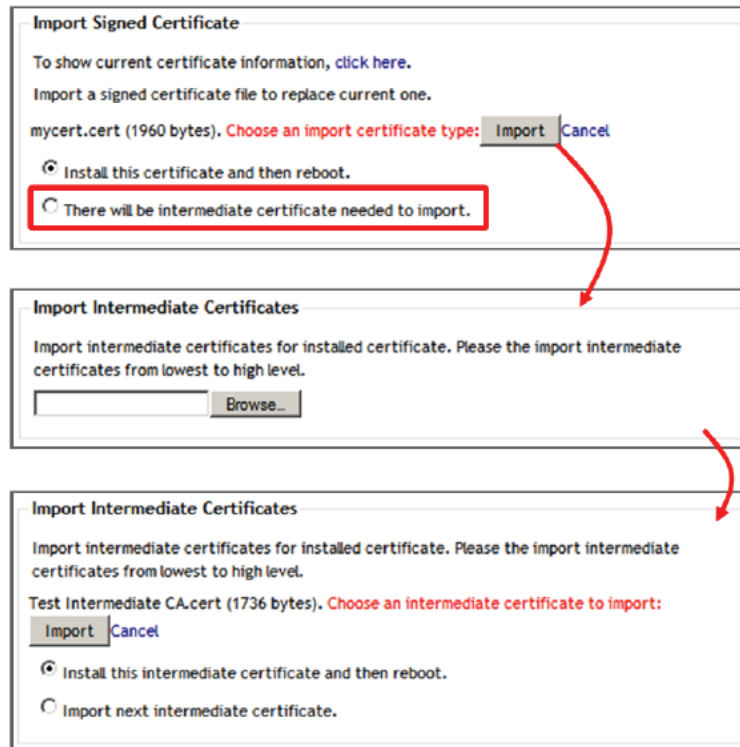 Import Signed Certificate
To show current certificate information, click here.
Import a signed certificate file to replace current one.
mycert.cert (1960 bytes). Choose an import certificate type: Import Cancel
Install this certificate and then reboot.
There will be intermediate certificate needed to import.
Import Intermediate Certificates
Import intermediate certificates for installed certificate. Please the import intermediate
certificates from lowest to high level.
Browse...
Import Intermediate Certificates
Import intermediate certificates for installed certificate. Please the import intermediate
certificates from lowest to high level.
Test Intermediate CA.cert (1736 bytes). Choose an intermediate certificate to import:
Import Cancel
Install this intermediate certificate and then reboot.
Import next intermediate certificate.